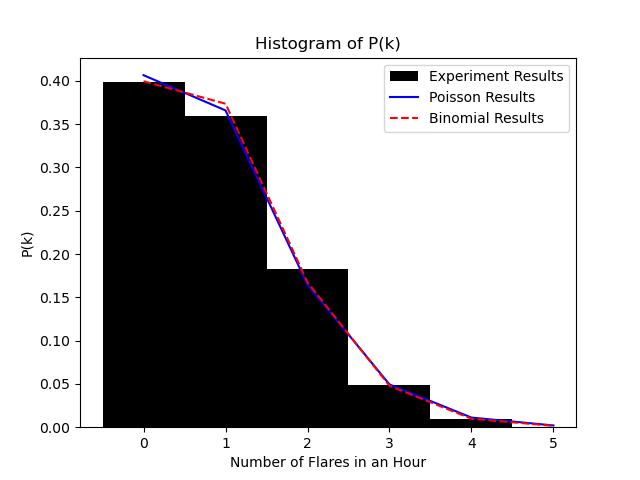 Histogram of P(k)
Experiment Results
Poisson Results
Binomial Results
P(k)
0.40
0.35
0.30
0.25
0.20
0.15
0.10
0.05
0.00
0 1 2 3 4 5
Number of Flares in an Hour